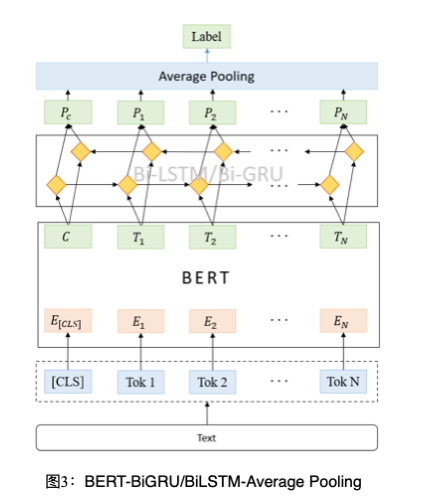 Label
Average Pooling
P_c P_1 P_2 ... P_N
Bi-LSTM/Bi-GRU
...
C T_1 T_2 ... T_N
BERT
E_[CLS] E_1 E_2 ... E_N
[CLS] Tok 1 Tok 2 ... Tok N
Text
图3：BERT-BiGRU/BiLSTM-Average Pooling